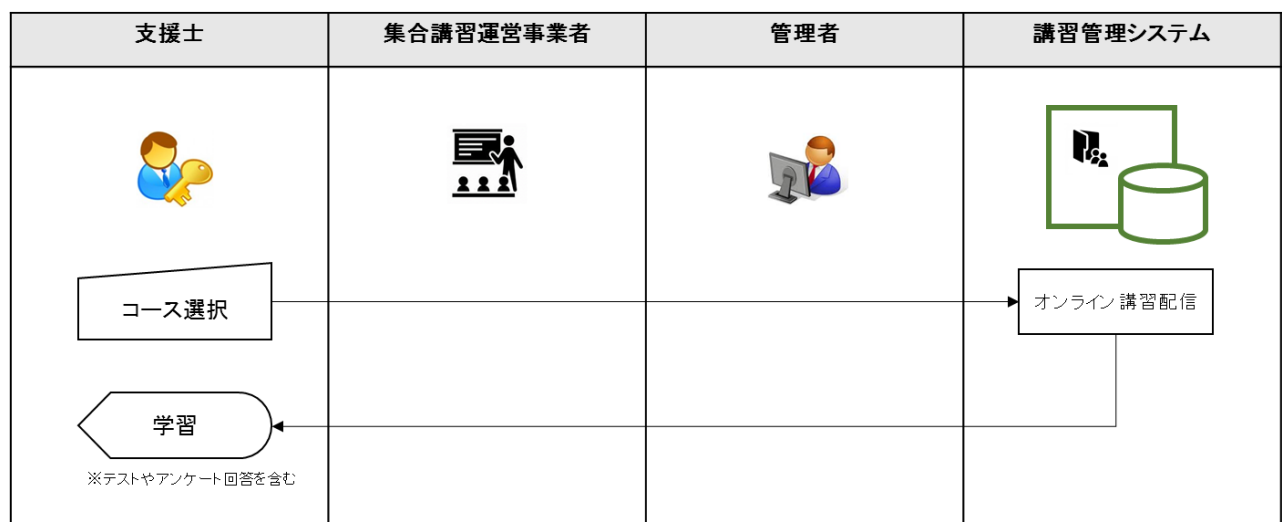 支援士
集合講習運営事業者
管理者
講習管理システム
コース選択
オンライン講習配信
学習
※テストやアンケート回答を含む